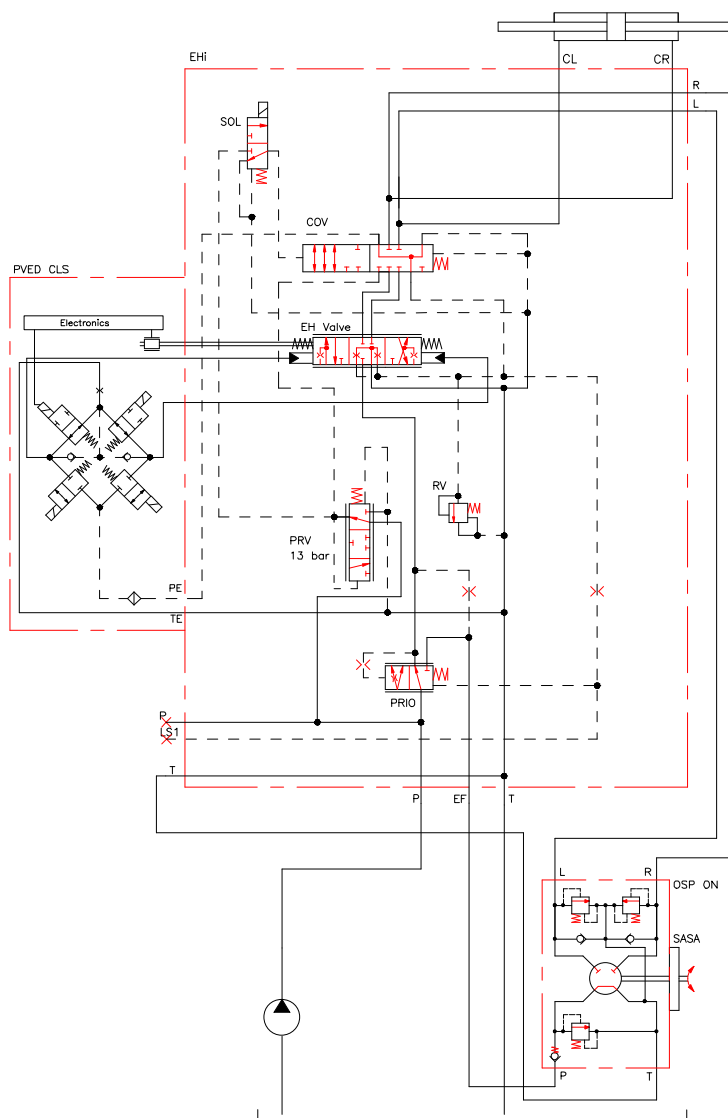 EHi
CL
CR
R
L
SOL
COV
PVED CLS
Electronics
EH Valve
RV
PRV
13 bar
PE
TE
PRIO
P
LS1
T
P
EF
T
L
R
OSP ON
SASA
P
T